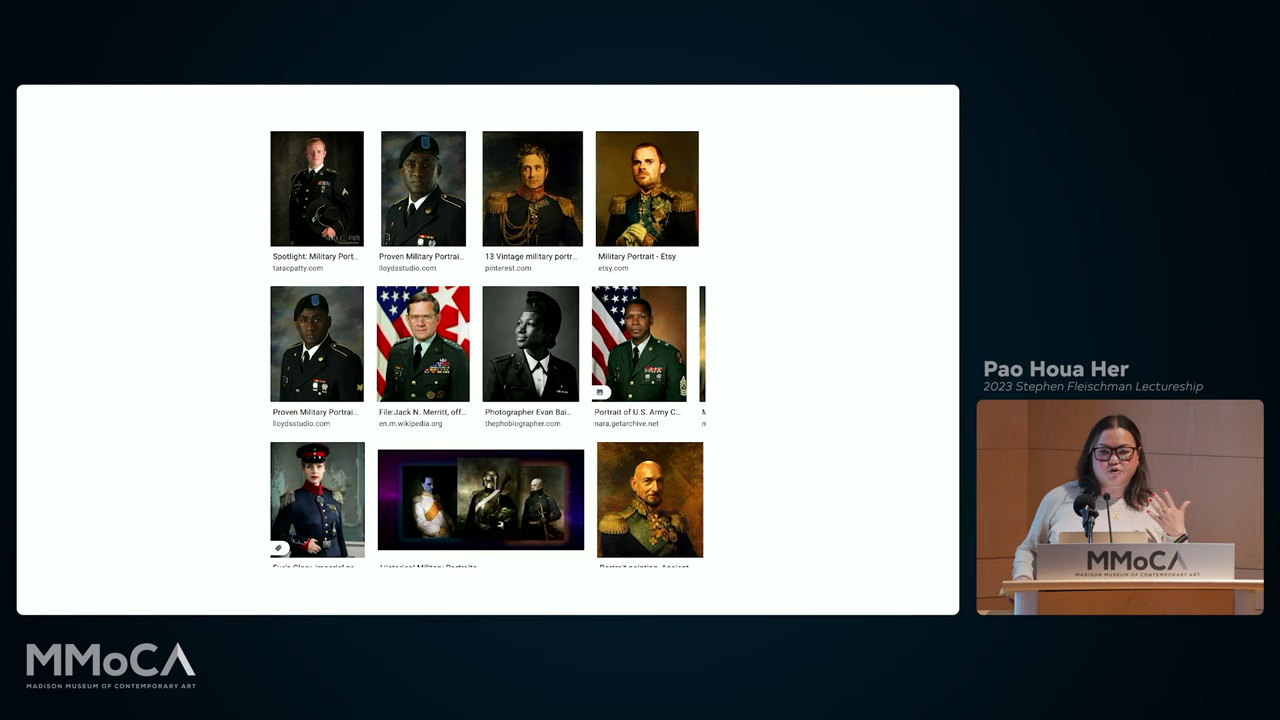 Spotlight: Military Port...
taracpatty.com
Proven Military Portrai...
lloydsstudio.com
13 Vintage military portr...
pinterest.com
Military Portrait - Etsy
etsy.com
Proven Military Portrai...
lloydsstudio.com
File:Jack N. Merritt, off...
en.m.wikipedia.org
Photographer Evan Bai...
thephoblographer.com
Portrait of U.S. Army C...
nara.getarchive.net
Historical Military Portraits
Pao Houa Her
2023 Stephen Fleischman Lectureship
MMoCA
MADISON MUSEUM OF CONTEMPORARY ART
MMoCA
MADISON MUSEUM OF CONTEMPORARY ART